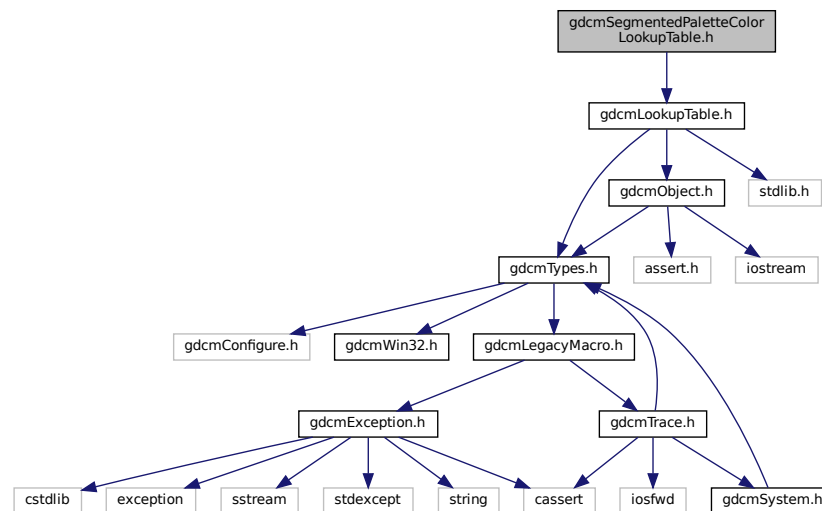 gdcmSegmentedPaletteColor
LookupTable.h
gdcmLookupTable.h
gdcmObject.h
stdlib.h
gdcmTypes.h
assert.h
iostream
gdcmConfigure.h
gdcmWin32.h
gdcmLegacyMacro.h
gdcmException.h
gdcmTrace.h
cstdlib
exception
sstream
stdexcept
string
cassert
iosfwd
gdcmSystem.h